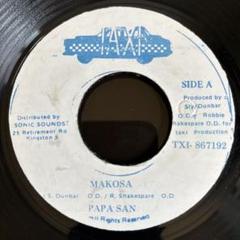 TAXI
SIDE A
Distributed by
SONIC SOUNDS
25 Retirement Rd
Kingston 5
Produced by
Sly/Dunbar
O.D. / Robbie
Shakespeare O.D.
for
taxi Production
TXI- 867192
MAKOSA
S. Dunbar O.D./ R. Shakespeare O.D
PAPA SAN
All Rights Reserved